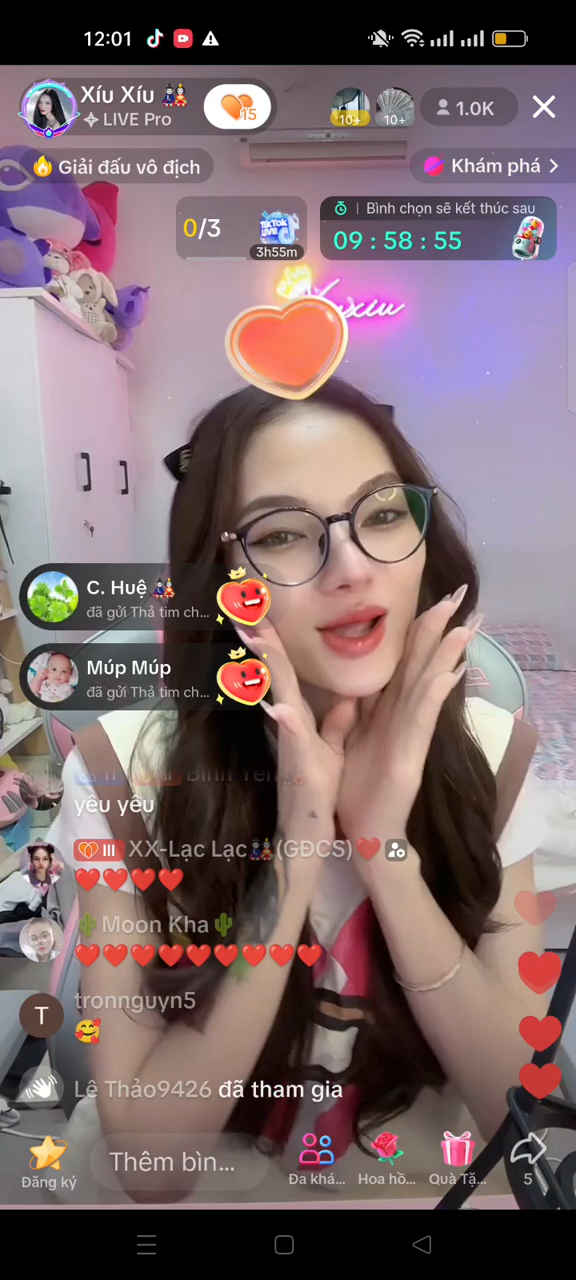 12:01
Xíu Xíu
LIVE Pro
15
10+
10+
1.0K
Giải đấu vô địch
Khám phá
0/3
TikTok LIVE
3h55m
Bình chọn sẽ kết thúc sau
09 : 58 : 55
C. Huệ
đã gửi Thả tim ch...
Múp Múp
đã gửi Thả tim ch...
yêu yêu
III XX-Lạc Lạc (GĐCS) ❤️
❤️❤️❤️❤️
🌵Moon Kha🌵
❤️❤️❤️❤️❤️❤️❤️❤️❤️
T
tronnguyn5
🥰
Lê Thảo9426 đã tham gia
Đăng ký
Thêm bìn...
Đa khá...
Hoa hồ...
Quà Tặ...
5